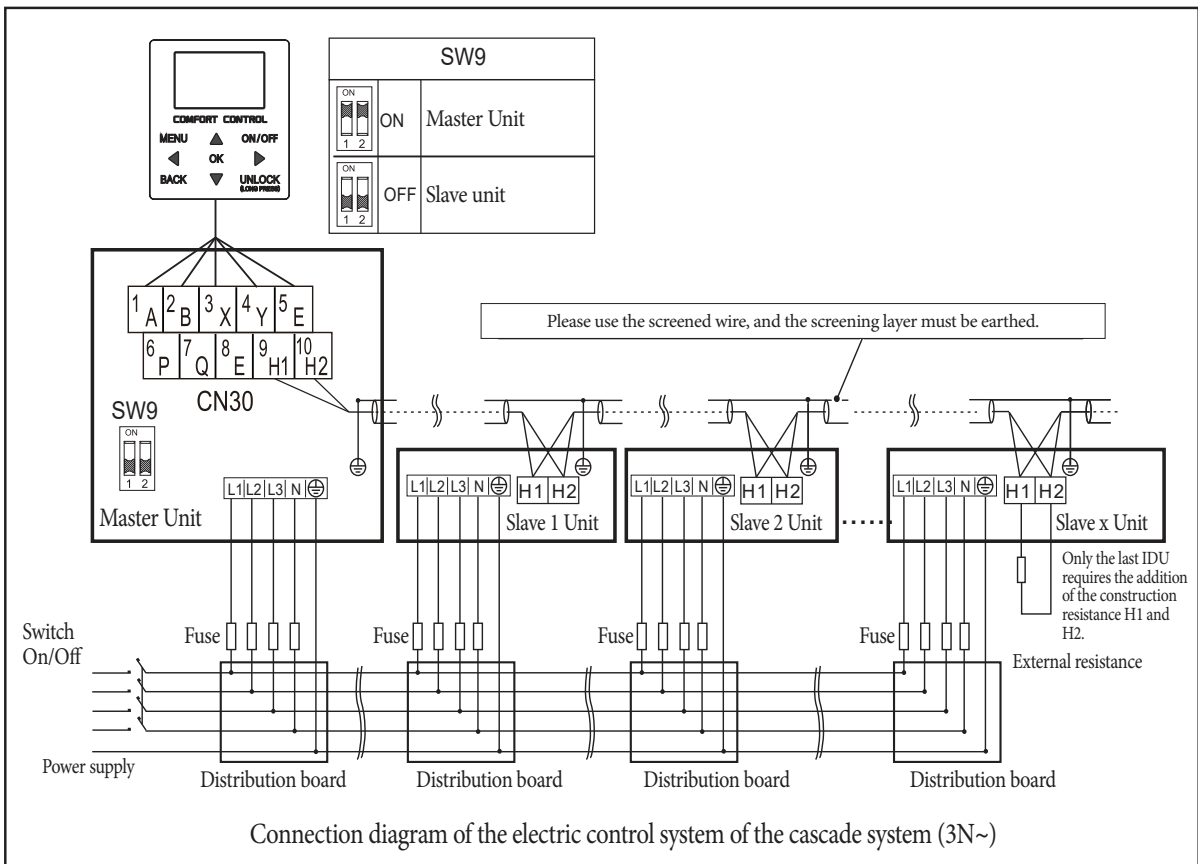 SW9
ON
1 2
ON
Master Unit
ON
1 2
OFF
Slave unit
COMFORT CONTROL
MENU ON/OFF
OK
BACK UNLOCK
(LONG PRESS)
1 A 2 B 3 X 4 Y 5 E
6 P 7 Q 8 E 9 H1 10 H2
CN30
SW9
ON
1 2
Please use the screened wire, and the screening layer must be earthed.
L1 L2 L3 N
Master Unit
L1 L2 L3 N
H1 H2
Slave 1 Unit
L1 L2 L3 N
H1 H2
Slave 2 Unit
......
L1 L2 L3 N
H1 H2
Slave x Unit
Only the last IDU
requires the addition
of the construction
resistance H1 and
H2.
External resistance
Switch
On/Off
Fuse
Fuse
Fuse
Fuse
Power supply
Distribution board
Distribution board
Distribution board
Distribution board
Connection diagram of the electric control system of the cascade system (3N~)